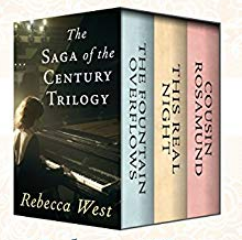 The
SAGA of the
CENTURY
TRILOGY
Rebecca West
THE FOUNTAIN
OVERFLOWS
THIS REAL
NIGHT
COUSIN
ROSAMUND